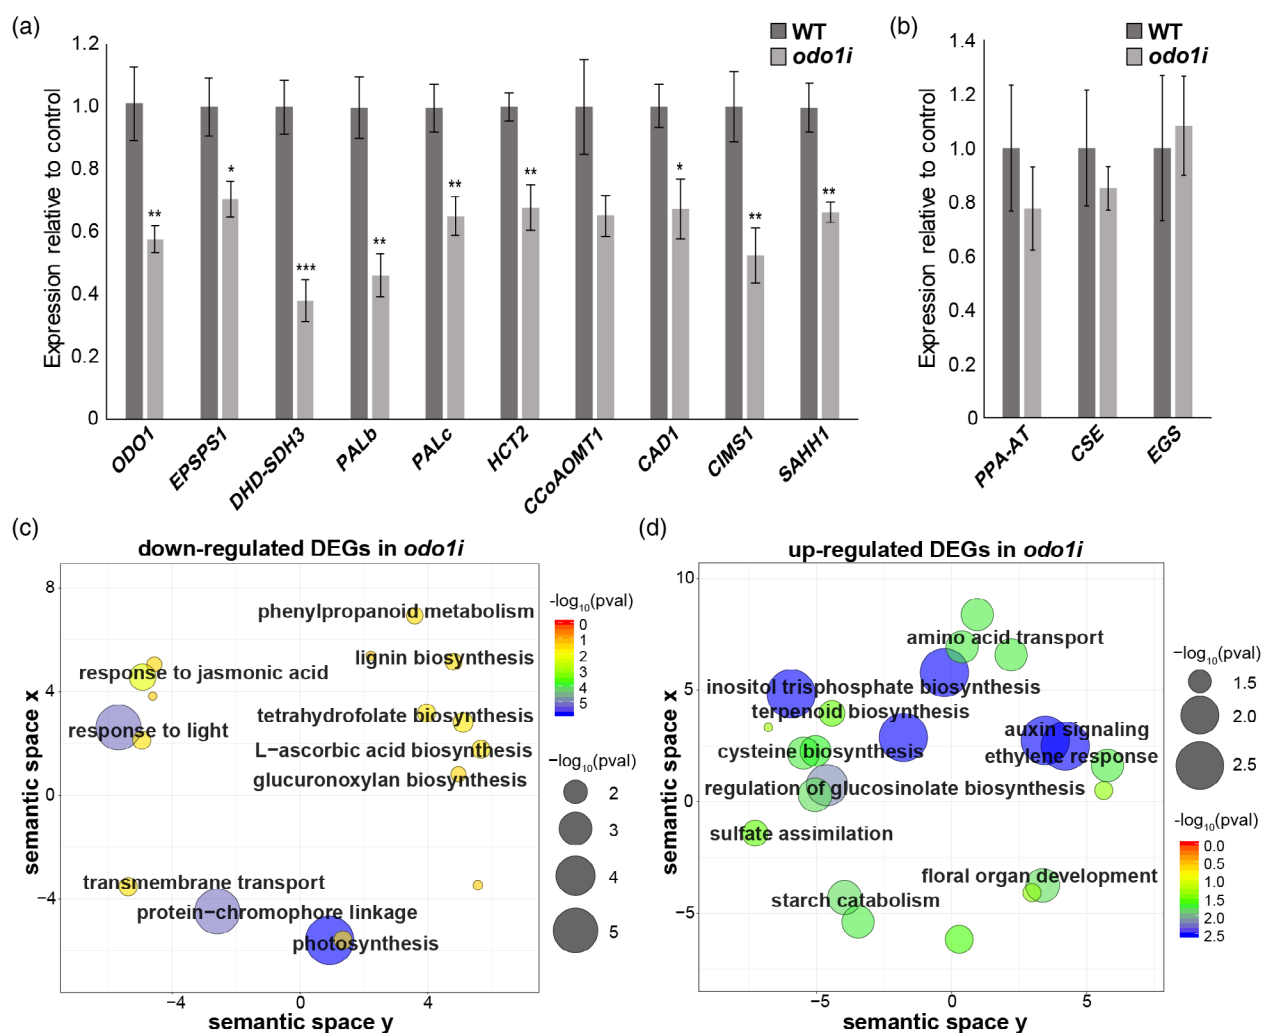 (a)
WT
odo1i
Expression relative to control
1.2
1.0
0.8
0.6
0.4
0.2
0
**
*
***
**
**
**
*
**
**
ODO1
EPSPS1
DHD-SDH3
PALb
PALc
HCT2
CCoAOMT1
CAD1
CIMS1
SAHH1
(b)
WT
odo1i
Expression relative to control
1.4
1.2
1.0
0.8
0.6
0.4
0.2
0
PPA-AT
CSE
EGS
(c)
down-regulated DEGs in odo1i
semantic space x
8
4
0
−4
phenylpropanoid metabolism
lignin biosynthesis
response to jasmonic acid
tetrahydrofolate biosynthesis
response to light
L−ascorbic acid biosynthesis
glucuronoxylan biosynthesis
transmembrane transport
protein−chromophore linkage
photosynthesis
−4
0
4
semantic space y
-log10(pval)
0
1
2
3
4
5
−log10(pval)
2
3
4
5
(d)
up-regulated DEGs in odo1i
semantic space x
10
5
0
−5
amino acid transport
inositol trisphosphate biosynthesis
terpenoid biosynthesis
auxin signaling
cysteine biosynthesis
ethylene response
regulation of glucosinolate biosynthesis
sulfate assimilation
floral organ development
starch catabolism
−5
0
5
semantic space y
−log10(pval)
1.5
2.0
2.5
-log10(pval)
0.0
0.5
1.0
1.5
2.0
2.5